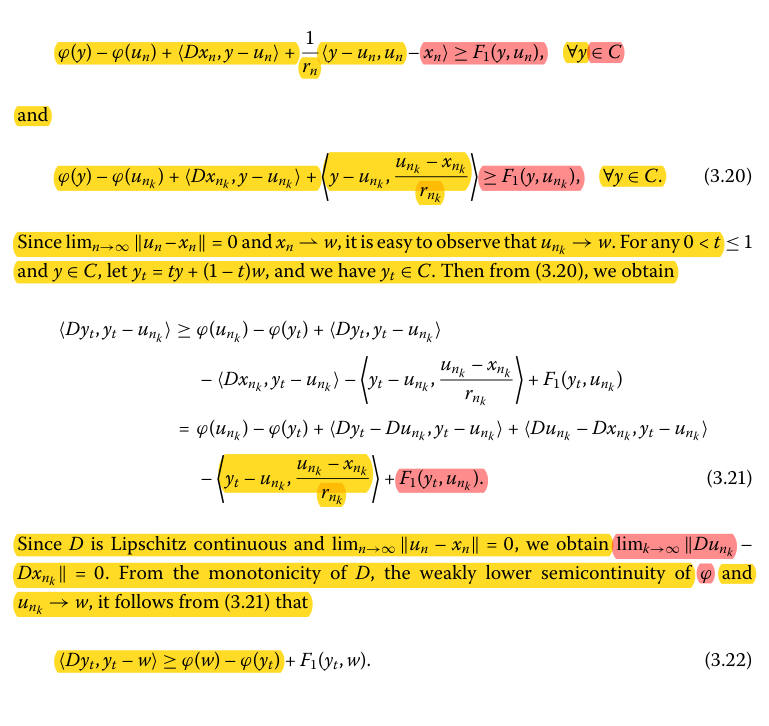 φ(y) − φ(u_n) + ⟨Dx_n, y − u_n⟩ + 1/r_n ⟨y − u_n, u_n − x_n⟩ ≥ F_1(y, u_n), ∀y ∈ C
and
φ(y) − φ(u_{n_k}) + ⟨Dx_{n_k}, y − u_{n_k}⟩ + ⟨y − u_{n_k}, (u_{n_k} − x_{n_k})/r_{n_k}⟩ ≥ F_1(y, u_{n_k}), ∀y ∈ C. (3.20)
Since lim_{n→∞} ‖u_n − x_n‖ = 0 and x_n ⇀ w, it is easy to observe that u_{n_k} → w. For any 0 < t ≤ 1
and y ∈ C, let y_t = ty + (1 − t)w, and we have y_t ∈ C. Then from (3.20), we obtain
⟨Dy_t, y_t − u_{n_k}⟩ ≥ φ(u_{n_k}) − φ(y_t) + ⟨Dy_t, y_t − u_{n_k}⟩
− ⟨Dx_{n_k}, y_t − u_{n_k}⟩ − ⟨y_t − u_{n_k}, (u_{n_k} − x_{n_k})/r_{n_k}⟩ + F_1(y_t, u_{n_k})
= φ(u_{n_k}) − φ(y_t) + ⟨Dy_t − Du_{n_k}, y_t − u_{n_k}⟩ + ⟨Du_{n_k} − Dx_{n_k}, y_t − u_{n_k}⟩
− ⟨y_t − u_{n_k}, (u_{n_k} − x_{n_k})/r_{n_k}⟩ + F_1(y_t, u_{n_k}). (3.21)
Since D is Lipschitz continuous and lim_{n→∞} ‖u_n − x_n‖ = 0, we obtain lim_{k→∞} ‖Du_{n_k} −
Dx_{n_k}‖ = 0. From the monotonicity of D, the weakly lower semicontinuity of φ and
u_{n_k} → w, it follows from (3.21) that
⟨Dy_t, y_t − w⟩ ≥ φ(w) − φ(y_t) + F_1(y_t, w). (3.22)